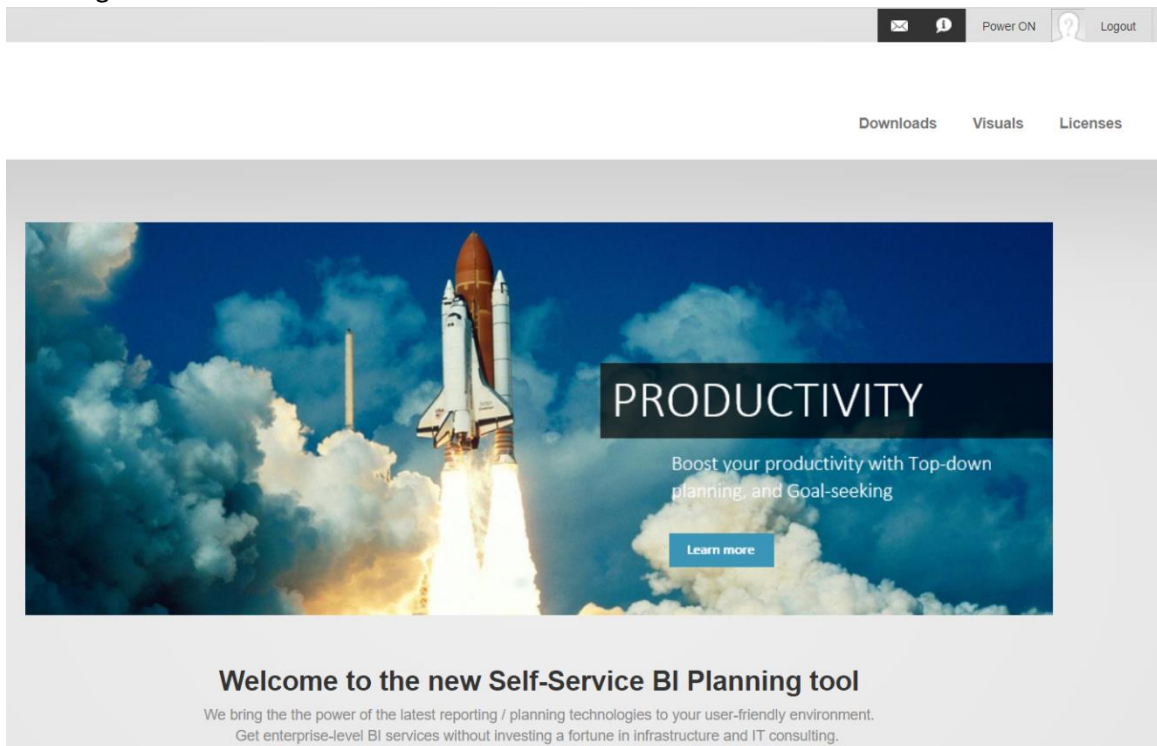 Power ON Logout
Downloads Visuals Licenses
PRODUCTIVITY
Boost your productivity with Top-down
planning, and Goal-seeking
Learn more
Welcome to the new Self-Service BI Planning tool
We bring the the power of the latest reporting / planning technologies to your user-friendly environment.
Get enterprise-level BI services without investing a fortune in infrastructure and IT consulting.